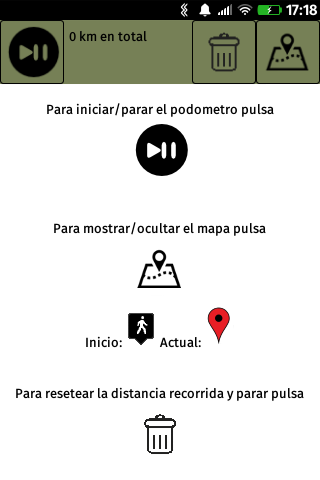 17:18
0 km en total
Para iniciar/parar el podometro pulsa
Para mostrar/ocultar el mapa pulsa
Inicio: Actual:
Para resetear la distancia recorrida y parar pulsa